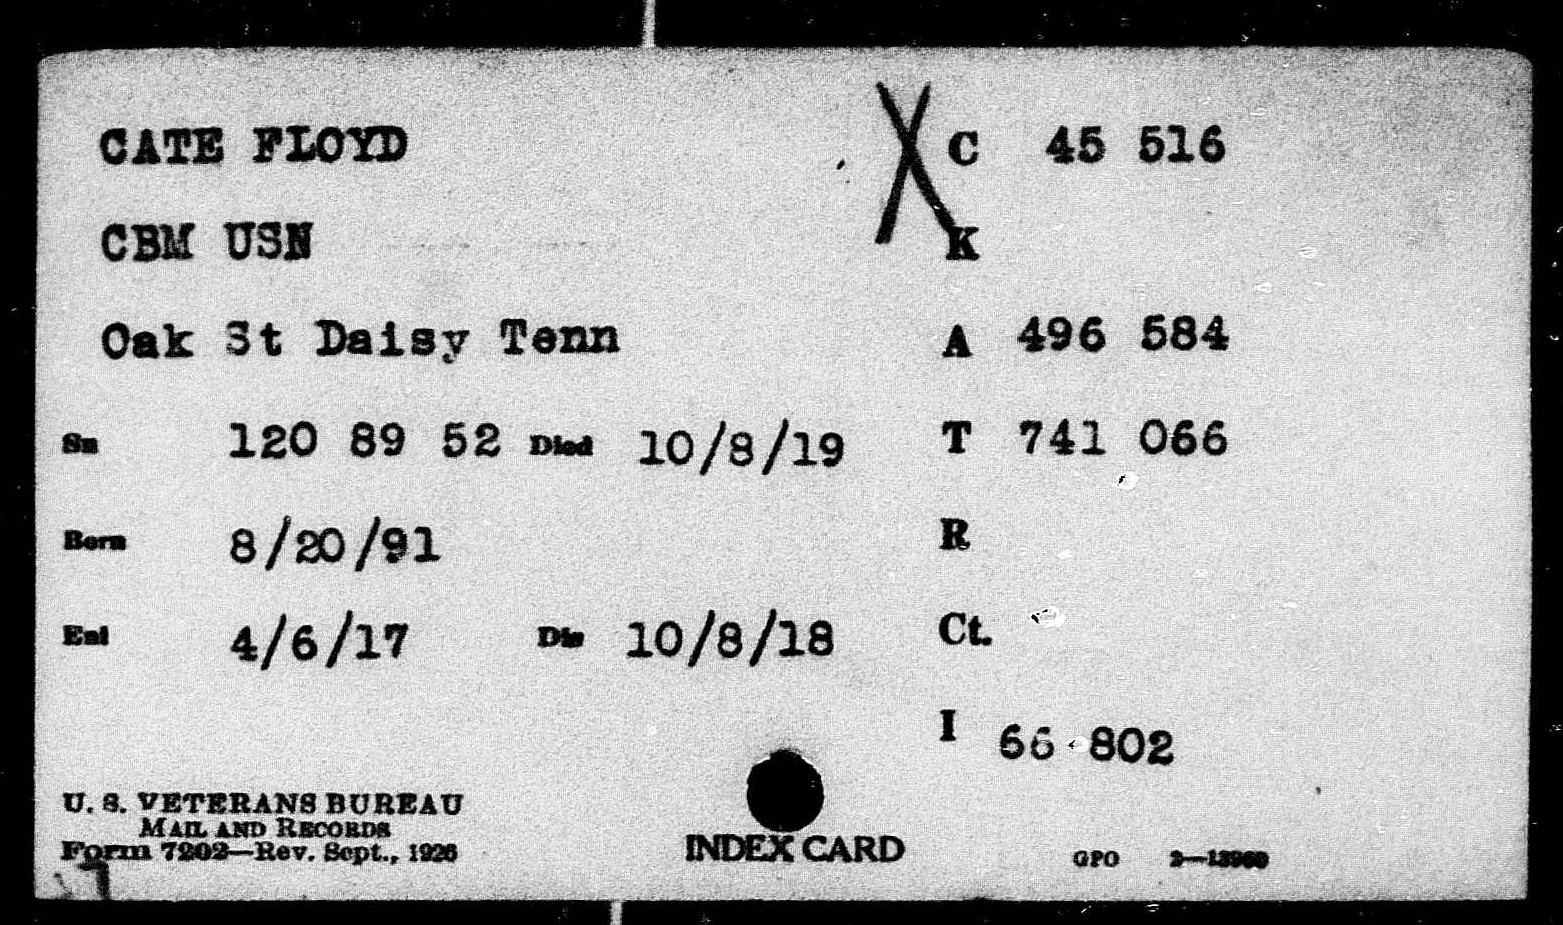 CATE FLOYD
C 45 516
CBM USN
K
Oak St Daisy Tenn
A 496 584
Sn 120 89 52 Died 10/8/19
T 741 066
Born 8/20/91
R
Enl 4/6/17 Dis 10/8/18
Ct.
I 66 802
U. S. VETERANS BUREAU
MAIL AND RECORDS
Form 7202—Rev. Sept., 1926
INDEX CARD
GPO